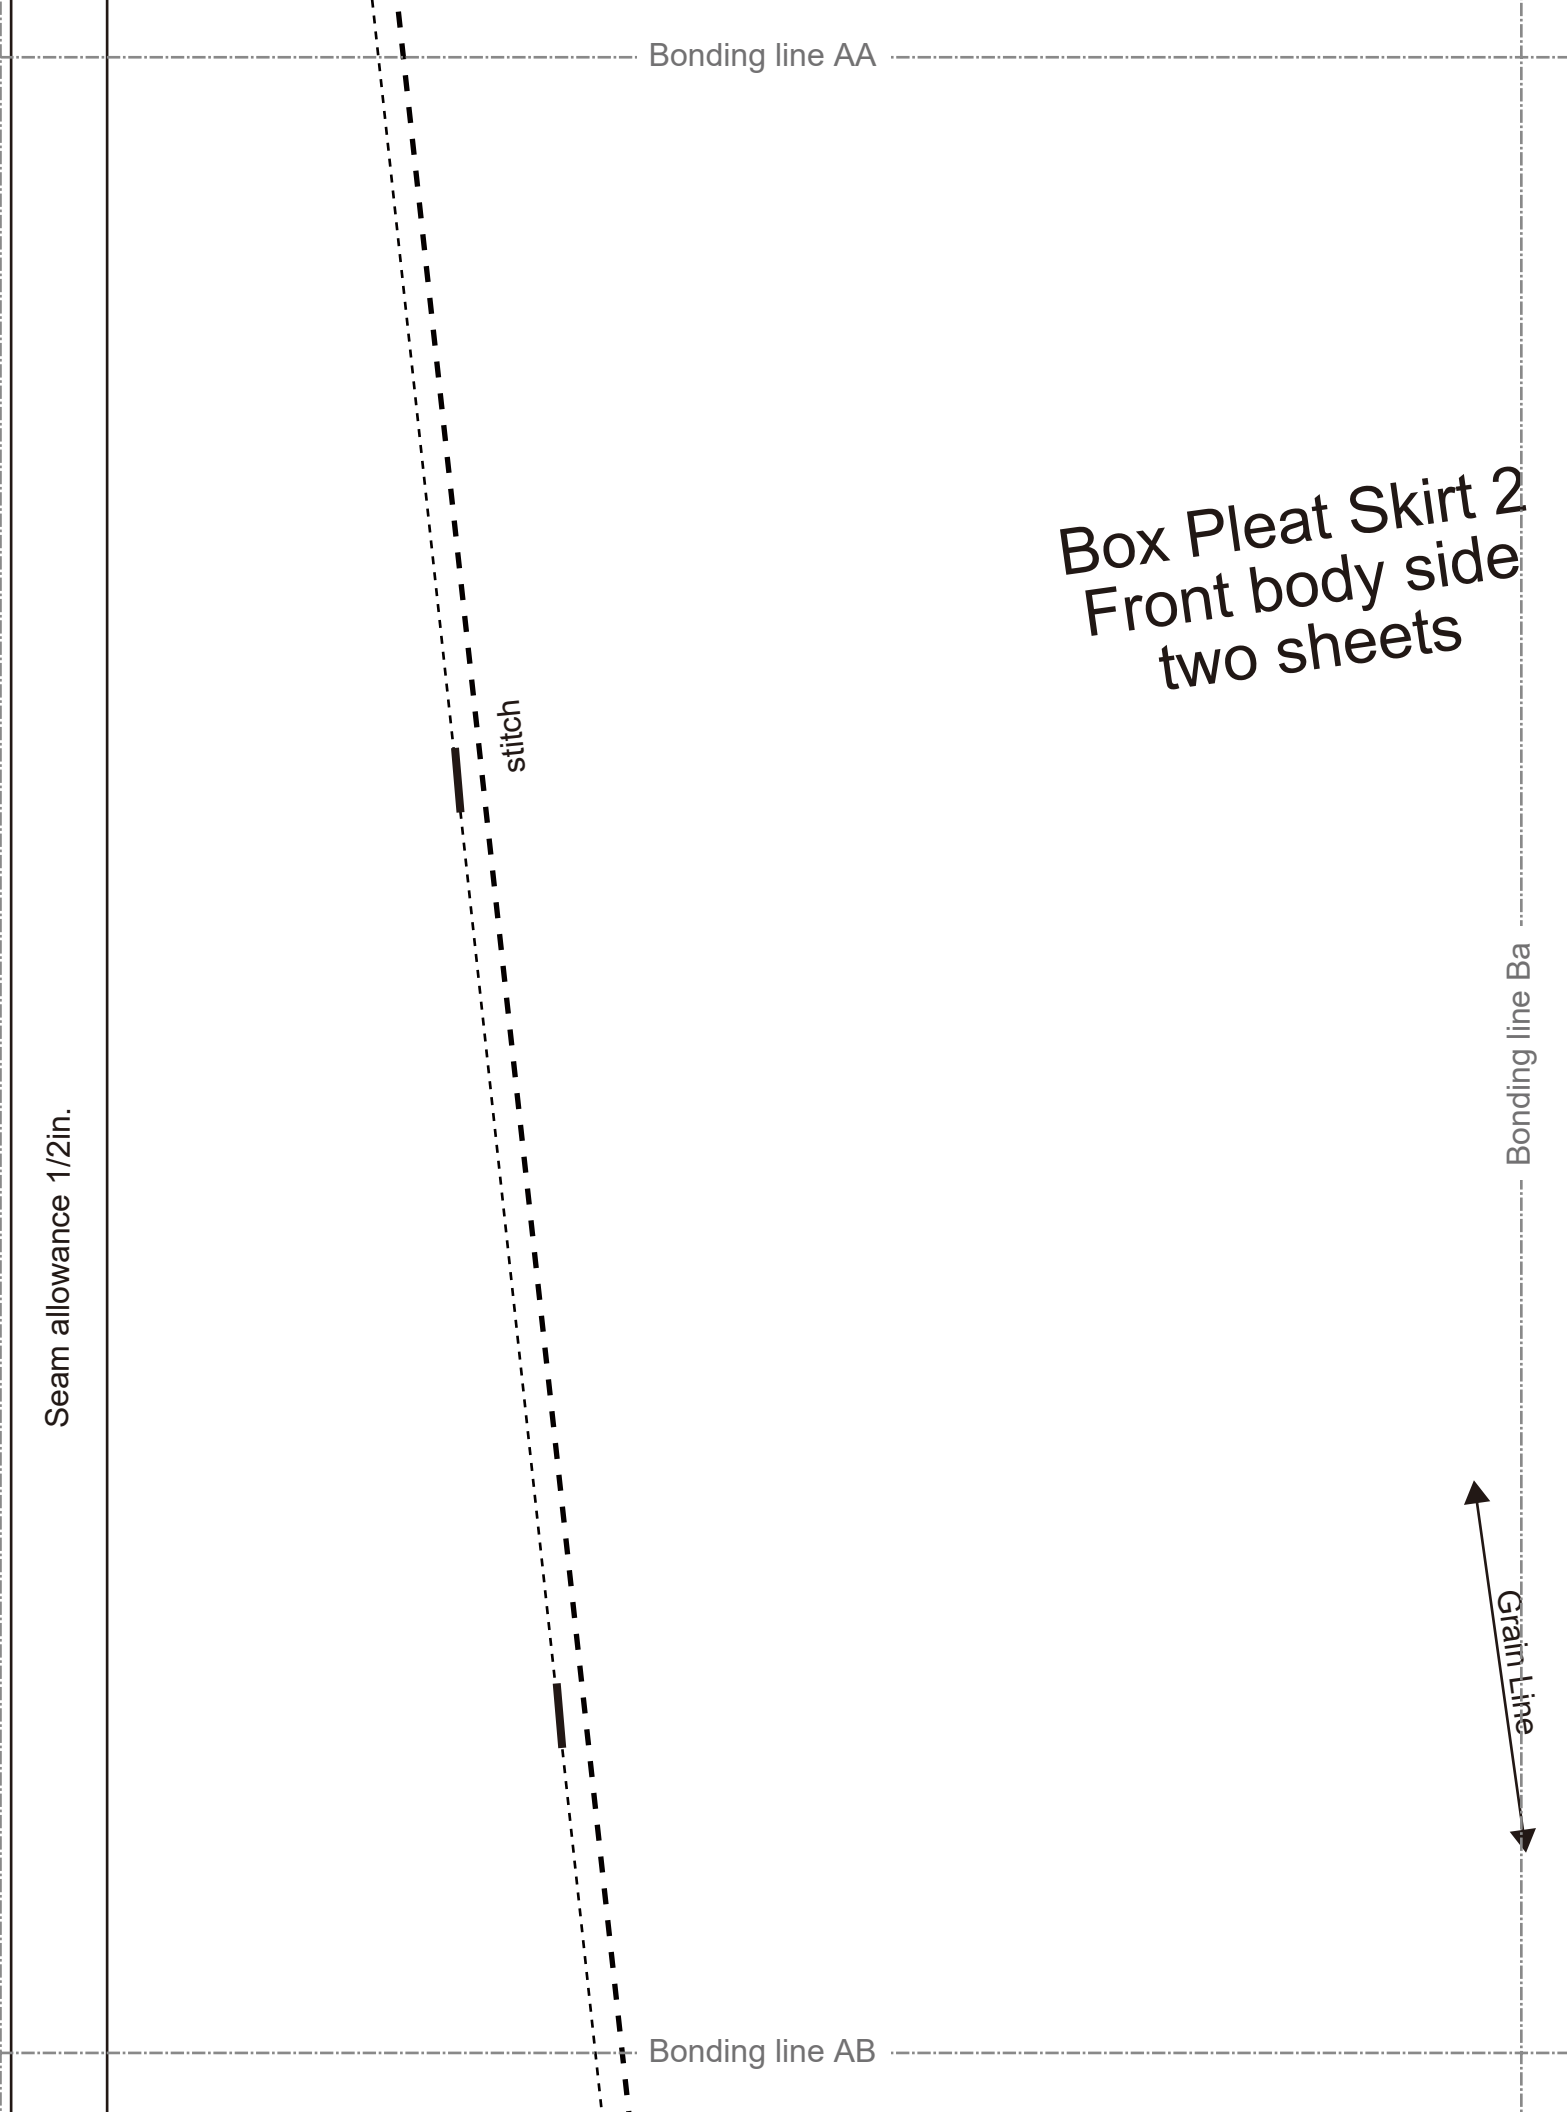 Bonding line AA
Box Pleat Skirt 2
Front body side
two sheets
stitch
Bonding line Ba
Seam allowance 1/2in.
Grain Line
Bonding line AB